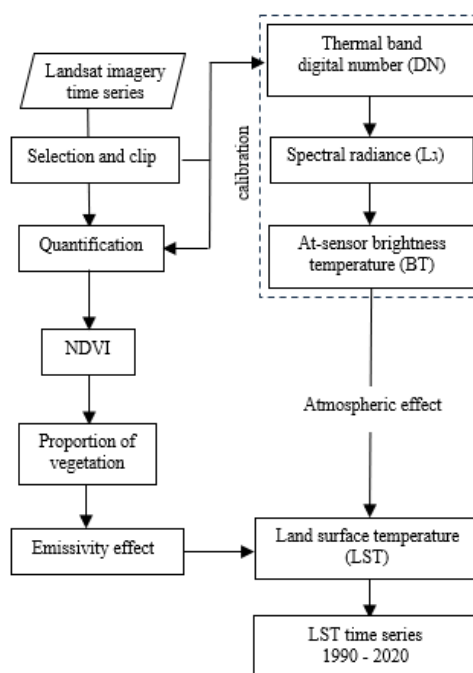 Landsat imagery
time series
Selection and clip
Quantification
NDVI
Proportion of
vegetation
Emissivity effect
calibration
Thermal band
digital number (DN)
Spectral radiance (Lλ)
At-sensor brightness
temperature (BT)
Atmospheric effect
Land surface temperature
(LST)
LST time series
1990 - 2020